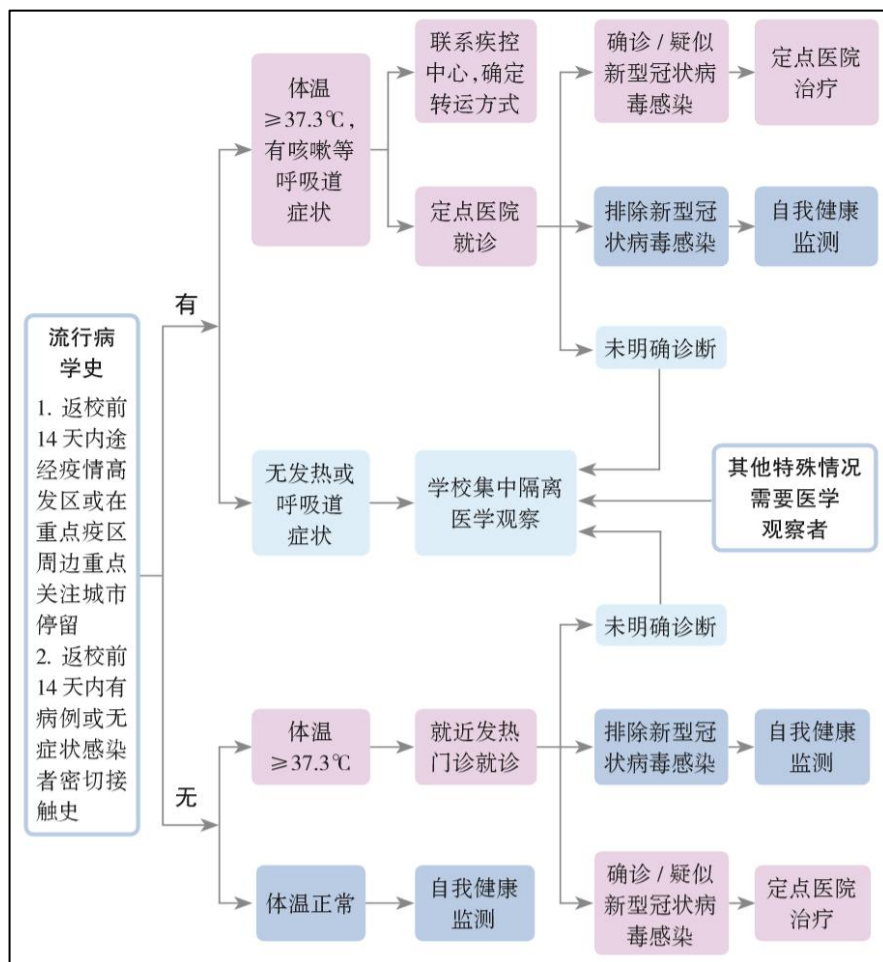 流行病
学史
1. 返校前
14 天内途
经疫情高
发区或在
重点疫区
周边重点
关注城市
停留
2. 返校前
14 天内有
病例或无
症状感染
者密切接
触史
有
无
体温
≥37.3℃,
有咳嗽等
呼吸道
症状
联系疾控
中心,确定
转运方式
定点医院
就诊
确诊 / 疑似
新型冠状病
毒感染
定点医院
治疗
排除新型冠
状病毒感染
自我健康
监测
未明确诊断
无发热或
呼吸道
症状
学校集中隔离
医学观察
其他特殊情况
需要医学
观察者
未明确诊断
体温
≥37.3℃
就近发热
门诊就诊
排除新型冠
状病毒感染
自我健康
监测
体温正常
自我健康
监测
确诊 / 疑似
新型冠状病
毒感染
定点医院
治疗